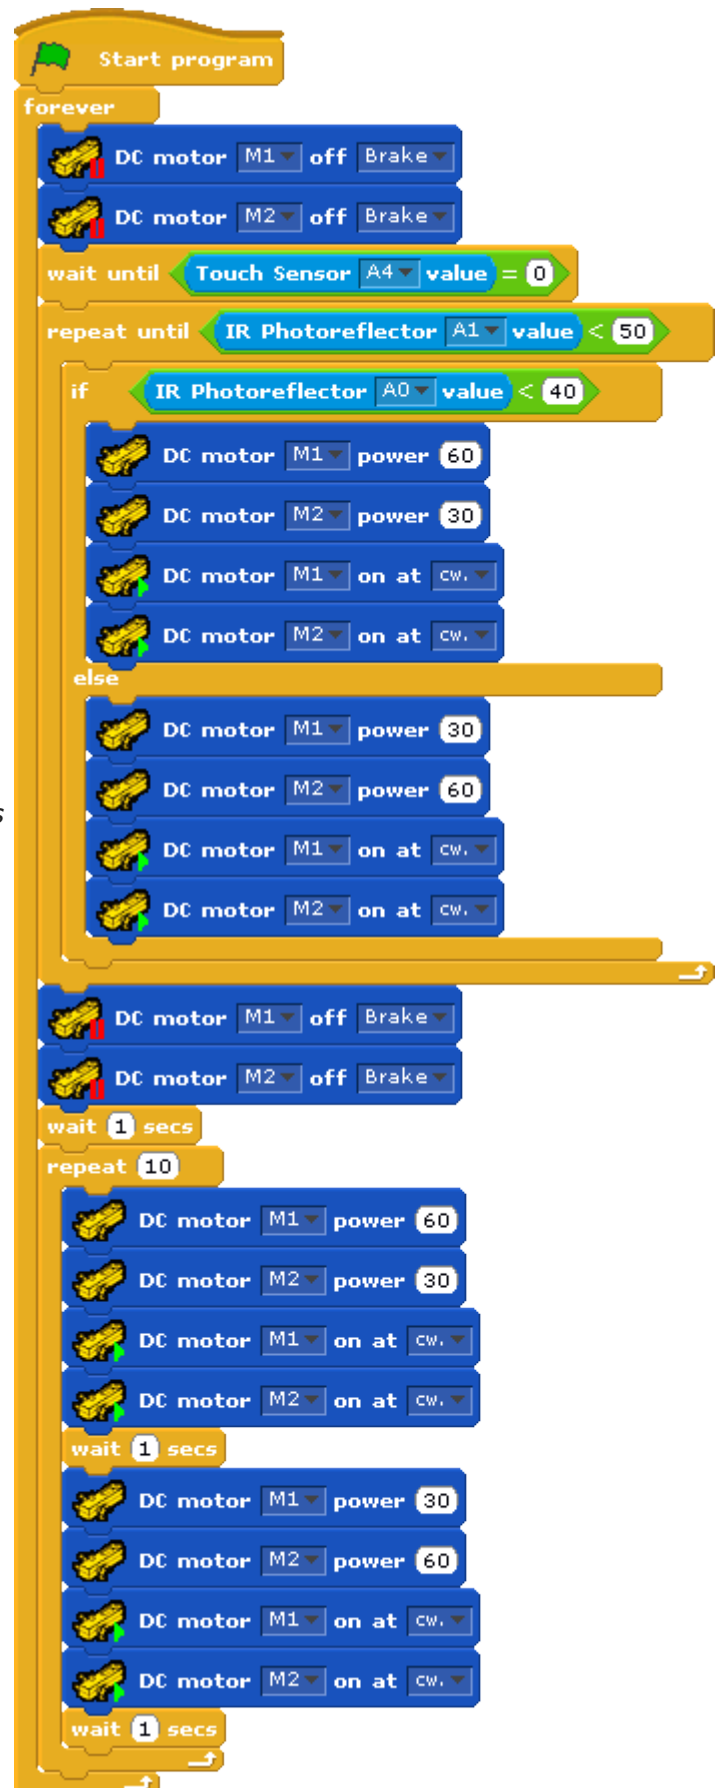 Start program
forever
DC motor M1 off Brake
DC motor M2 off Brake
wait until Touch Sensor A4 value = 0
repeat until IR Photoreflector A1 value < 50
if IR Photoreflector A0 value < 40
DC motor M1 power 60
DC motor M2 power 30
DC motor M1 on at cw.
DC motor M2 on at cw.
else
DC motor M1 power 30
DC motor M2 power 60
s
DC motor M1 on at cw.
DC motor M2 on at cw.
DC motor M1 off Brake
DC motor M2 off Brake
wait 1 secs
repeat 10
DC motor M1 power 60
DC motor M2 power 30
DC motor M1 on at cw.
DC motor M2 on at cw.
wait 1 secs
DC motor M1 power 30
DC motor M2 power 60
DC motor M1 on at cw.
DC motor M2 on at cw.
wait 1 secs